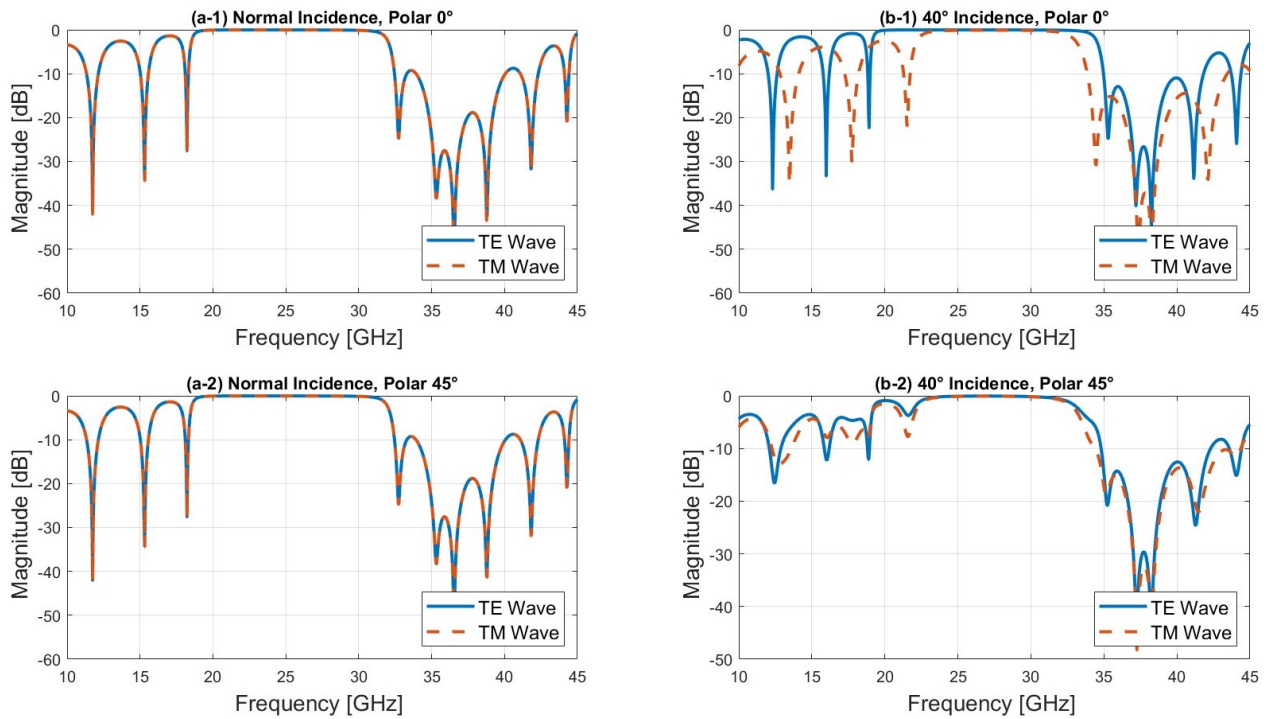 (a-1) Normal Incidence, Polar 0°
Magnitude [dB]
0
-10
-20
-30
-40
-50
-60
TE Wave
TM Wave
10 15 20 25 30 35 40 45
Frequency [GHz]
(b-1) 40° Incidence, Polar 0°
Magnitude [dB]
0
-10
-20
-30
-40
-50
-60
TE Wave
TM Wave
10 15 20 25 30 35 40 45
Frequency [GHz]
(a-2) Normal Incidence, Polar 45°
Magnitude [dB]
0
-10
-20
-30
-40
-50
-60
TE Wave
TM Wave
10 15 20 25 30 35 40 45
Frequency [GHz]
(b-2) 40° Incidence, Polar 45°
Magnitude [dB]
0
-10
-20
-30
-40
-50
TE Wave
TM Wave
10 15 20 25 30 35 40 45
Frequency [GHz]